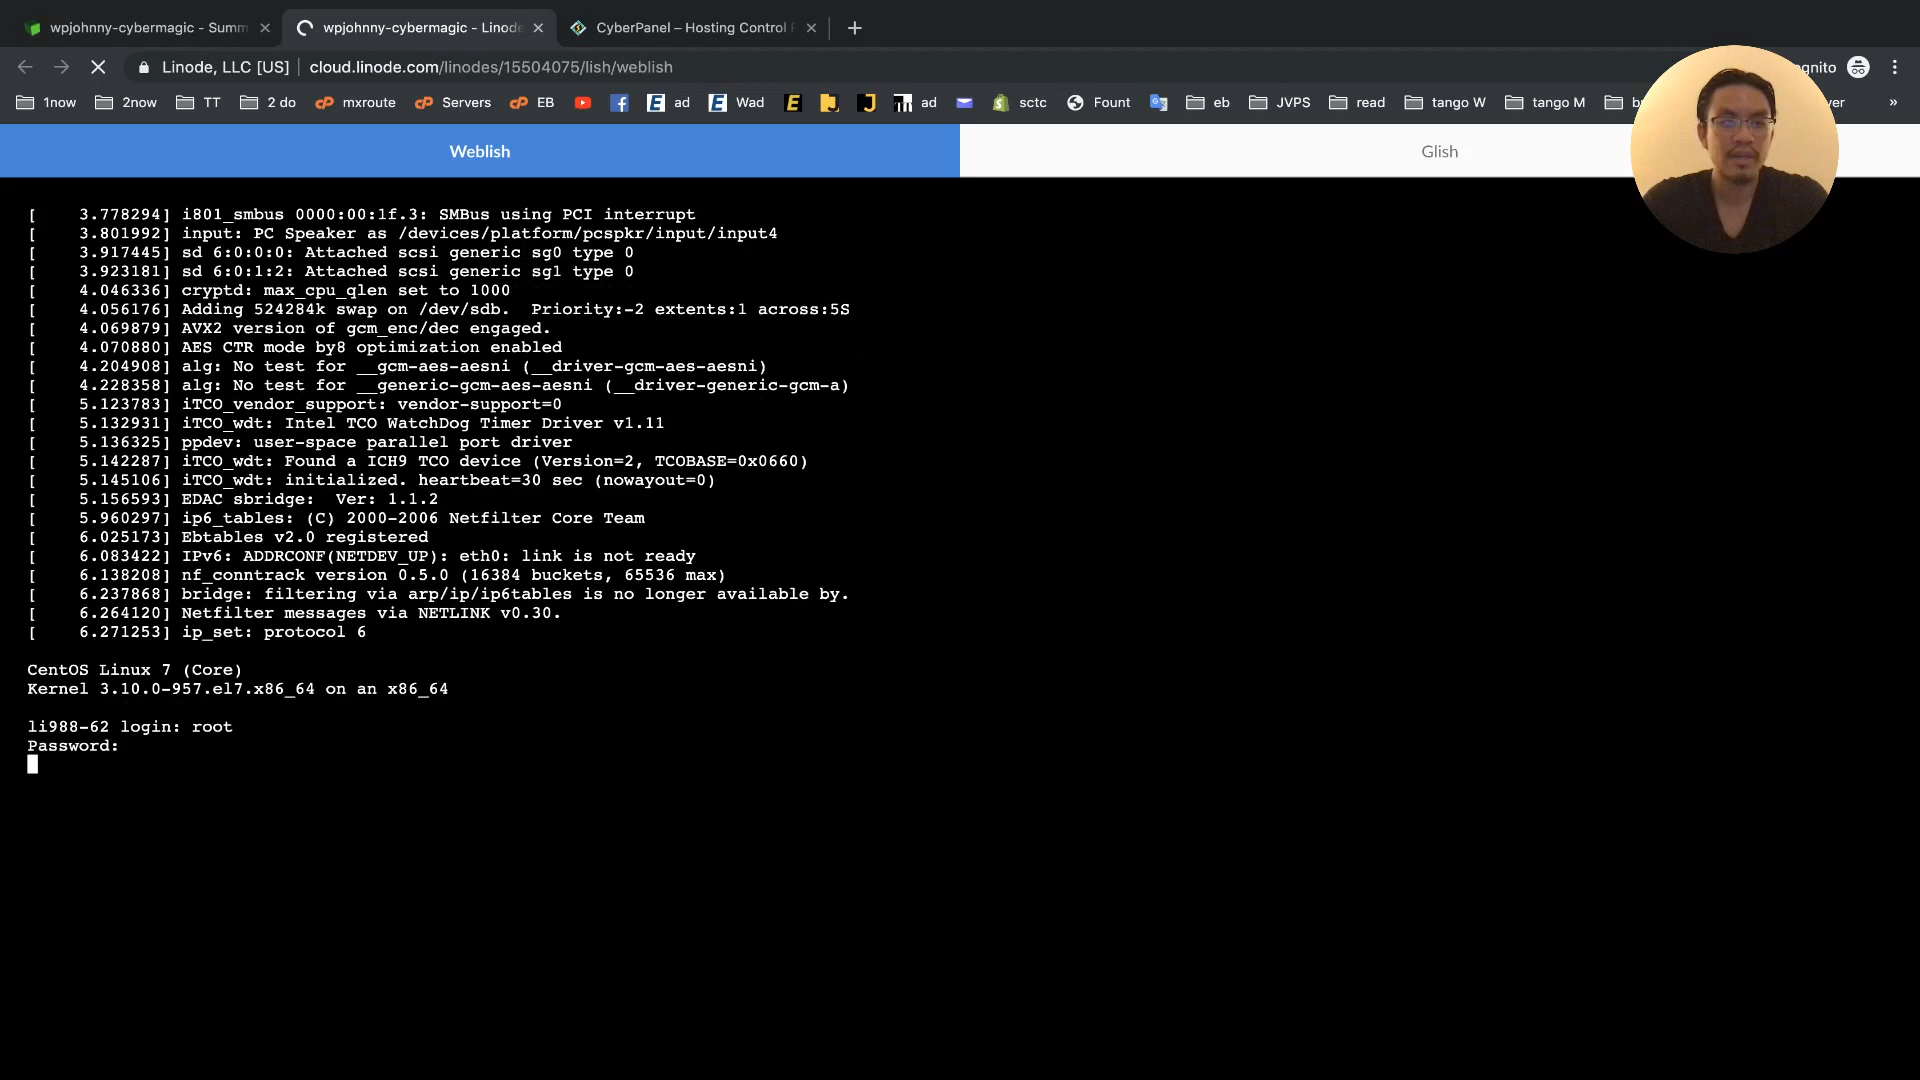 wpjohnny-cybermagic - Summ
wpjohnny-cybermagic - Linode
CyberPanel – Hosting Control
Linode, LLC [US]
cloud.linode.com/linodes/15504075/lish/weblish
gnito
1now
2now
TT
2 do
mxroute
Servers
EB
ad
Wad
ad
sctc
Fount
eb
JVPS
read
tango W
tango M
ver
»
Weblish
Glish
[    3.778294] i801_smbus 0000:00:1f.3: SMBus using PCI interrupt
[    3.801992] input: PC Speaker as /devices/platform/pcspkr/input/input4
[    3.917445] sd 6:0:0:0: Attached scsi generic sg0 type 0
[    3.923181] sd 6:0:1:2: Attached scsi generic sg1 type 0
[    4.046336] cryptd: max_cpu_qlen set to 1000
[    4.056176] Adding 524284k swap on /dev/sdb.  Priority:-2 extents:1 across:5S
[    4.069879] AVX2 version of gcm_enc/dec engaged.
[    4.070880] AES CTR mode by8 optimization enabled
[    4.204908] alg: No test for __gcm-aes-aesni (__driver-gcm-aes-aesni)
[    4.228358] alg: No test for __generic-gcm-aes-aesni (__driver-generic-gcm-a)
[    5.123783] iTCO_vendor_support: vendor-support=0
[    5.132931] iTCO_wdt: Intel TCO WatchDog Timer Driver v1.11
[    5.136325] ppdev: user-space parallel port driver
[    5.142287] iTCO_wdt: Found a ICH9 TCO device (Version=2, TCOBASE=0x0660)
[    5.145106] iTCO_wdt: initialized. heartbeat=30 sec (nowayout=0)
[    5.156593] EDAC sbridge:  Ver: 1.1.2
[    5.960297] ip6_tables: (C) 2000-2006 Netfilter Core Team
[    6.025173] Ebtables v2.0 registered
[    6.083422] IPv6: ADDRCONF(NETDEV_UP): eth0: link is not ready
[    6.138208] nf_conntrack version 0.5.0 (16384 buckets, 65536 max)
[    6.237868] bridge: filtering via arp/ip/ip6tables is no longer available by.
[    6.264120] Netfilter messages via NETLINK v0.30.
[    6.271253] ip_set: protocol 6
CentOS Linux 7 (Core)
Kernel 3.10.0-957.el7.x86_64 on an x86_64
li988-62 login: root
Password: